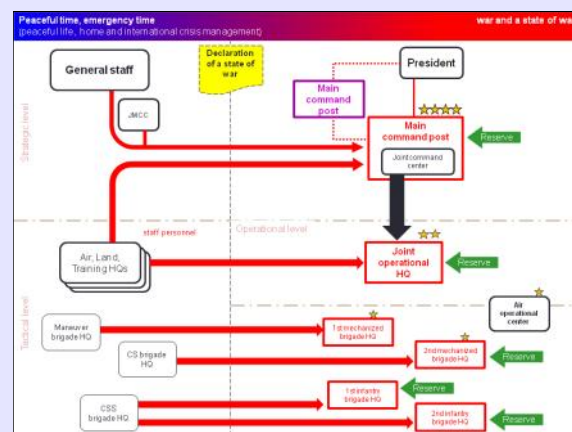 Peaceful time, emergency time
war and a state of war
(peaceful life, home and international crisis management)
General staff
Declaration
of a state of
war
President
JMCC
Main
command
post
Strategic level
Main
command post
Joint command
center
Reserve
staff personnel
Operational level
Air, Land,
Training HQs
Joint
operational
HQ
Reserve
Tactical level
Air
operational
center
Maneuver
brigade HQ
1st mechanized
brigade HQ
CS brigade
HQ
2nd mechanized
brigade HQ
Reserve
1st infantry
brigade HQ
Reserve
CSS
brigade HQ
2nd infantry
brigade HQ
Reserve